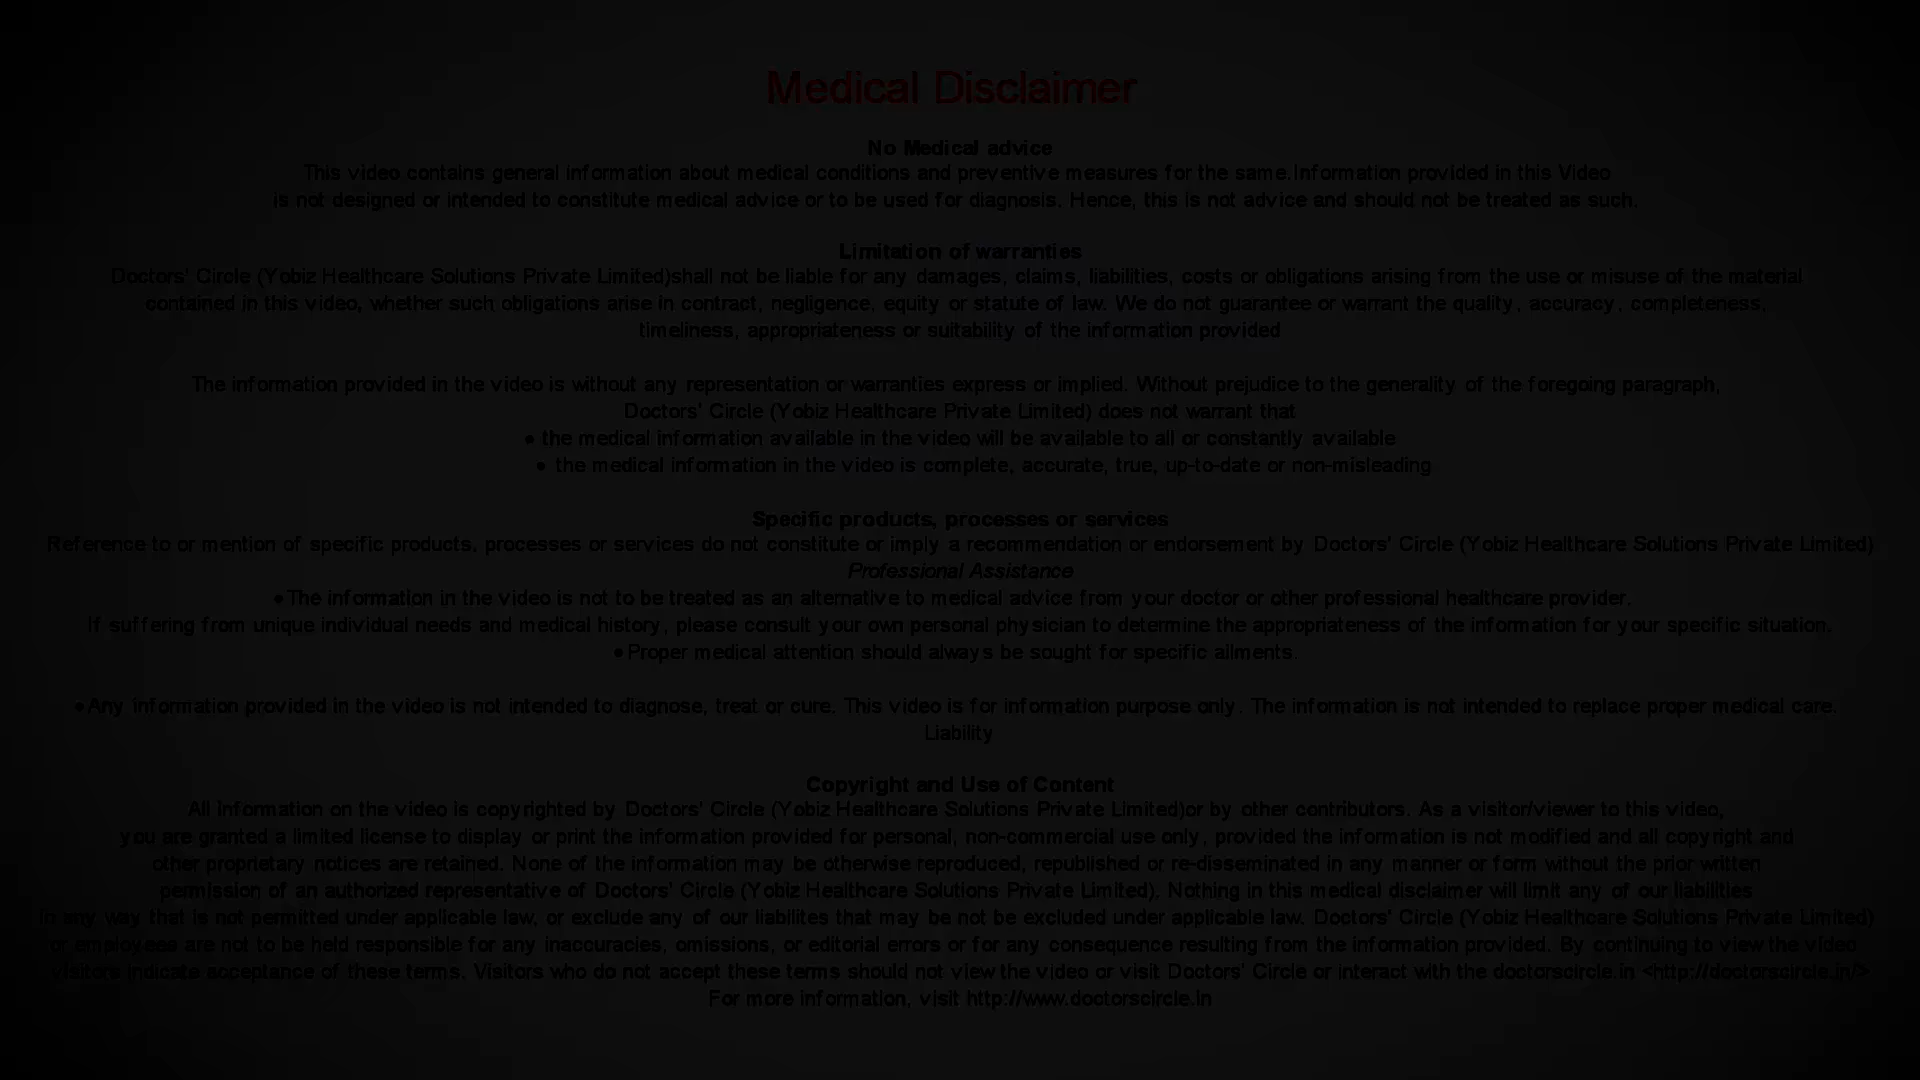 Medical Disclaimer
No Medical advice
This video contains general information about medical conditions and preventive measures for the same.Information provided in this Video
is not designed or intended to constitute medical advice or to be used for diagnosis. Hence, this is not advice and should not be treated as such.
Limitation of warranties
Doctors' Circle (Yobiz Healthcare Solutions Private Limited)shall not be liable for any damages, claims, liabilities, costs or obligations arising from the use or misuse of the material
contained in this video, whether such obligations arise in contract, negligence. equity or statute of law. We do not guarantee or warrant the quality, accuracy, completeness,
timeliness, appropriateness or suitability of the information provided
The information provided in the video is without any representation or warranties express or implied. Without prejudice to the generality of the foregoing paragraph,
Doctors' Circle (Yobiz Healthcare Private Limited) does not warrant that
● the medical information available in the video will be available to all or constantly available
● the medical information in the video is complete, accurate, true, up-to-date or non-misleading
Specific products, processes or services
Reference to or mention of specific products, processes or services do not constitute or imply a recommendation or endorsement by Doctors' Circle (Yobiz Healthcare Solutions Private Limited)
Professional Assistance
●The information in the video is not to be treated as an alternative to medical advice from your doctor or other professional healthcare provider.
If suffering from unique individual needs and medical history, please consult your own personal physician to determine the appropriateness of the information for your specific situation.
●Proper medical attention should always be sought for specific ailments.
●Any information provided in the video is not intended to diagnose, treat or cure. This video is for information purpose only. The information is not intended to replace proper medical care.
Liability
Copyright and Use of Content
All information on the video is copyrighted by Doctors' Circle (Yobiz Healthcare Solutions Private Limited)or by other contributors. As a visitor/viewer to this video,
you are granted a limited license to display or print the information provided for personal, non-commercial use only, provided the information is not modified and all copyright and
other proprietary notices are retained. None of the information may be otherwise reproduced, republished or re-disseminated in any manner or form without the prior written
permission of an authorized representative of Doctors' Circle (Yobiz Healthcare Solutions Private Limited). Nothing in this medical disclaimer will limit any of our liabilities
in any way that is not permitted under applicable law, or exclude any of our liabilites that may be not be excluded under applicable law. Doctors' Circle (Yobiz Healthcare Solutions Private Limited)
or employees are not to be held responsible for any inaccuracies, omissions, or editorial errors or for any consequence resulting from the information provided. By continuing to view the video
visitors indicate acceptance of these terms. Visitors who do not accept these terms should not view the video or visit Doctors' Circle or interact with the doctorscircle.in <http://doctorscircle.in/>
For more information, visit http://www.doctorscircle.in